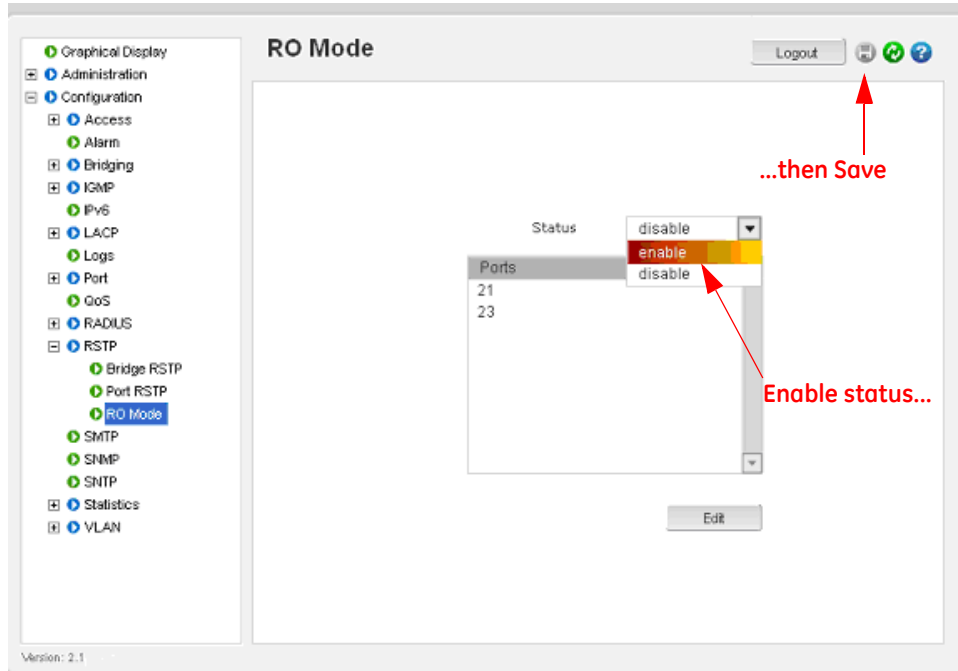 RO Mode
Logout
Graphical Display
Administration
Configuration
Access
Alarm
Bridging
IGMP
IPv6
LACP
Logs
Port
QoS
RADIUS
RSTP
Bridge RSTP
Port RSTP
RO Mode
SMTP
SNMP
SNTP
Statistics
VLAN
...then Save
Status
disable
enable
disable
Ports
21
23
Enable status...
Edit
Version: 2.1